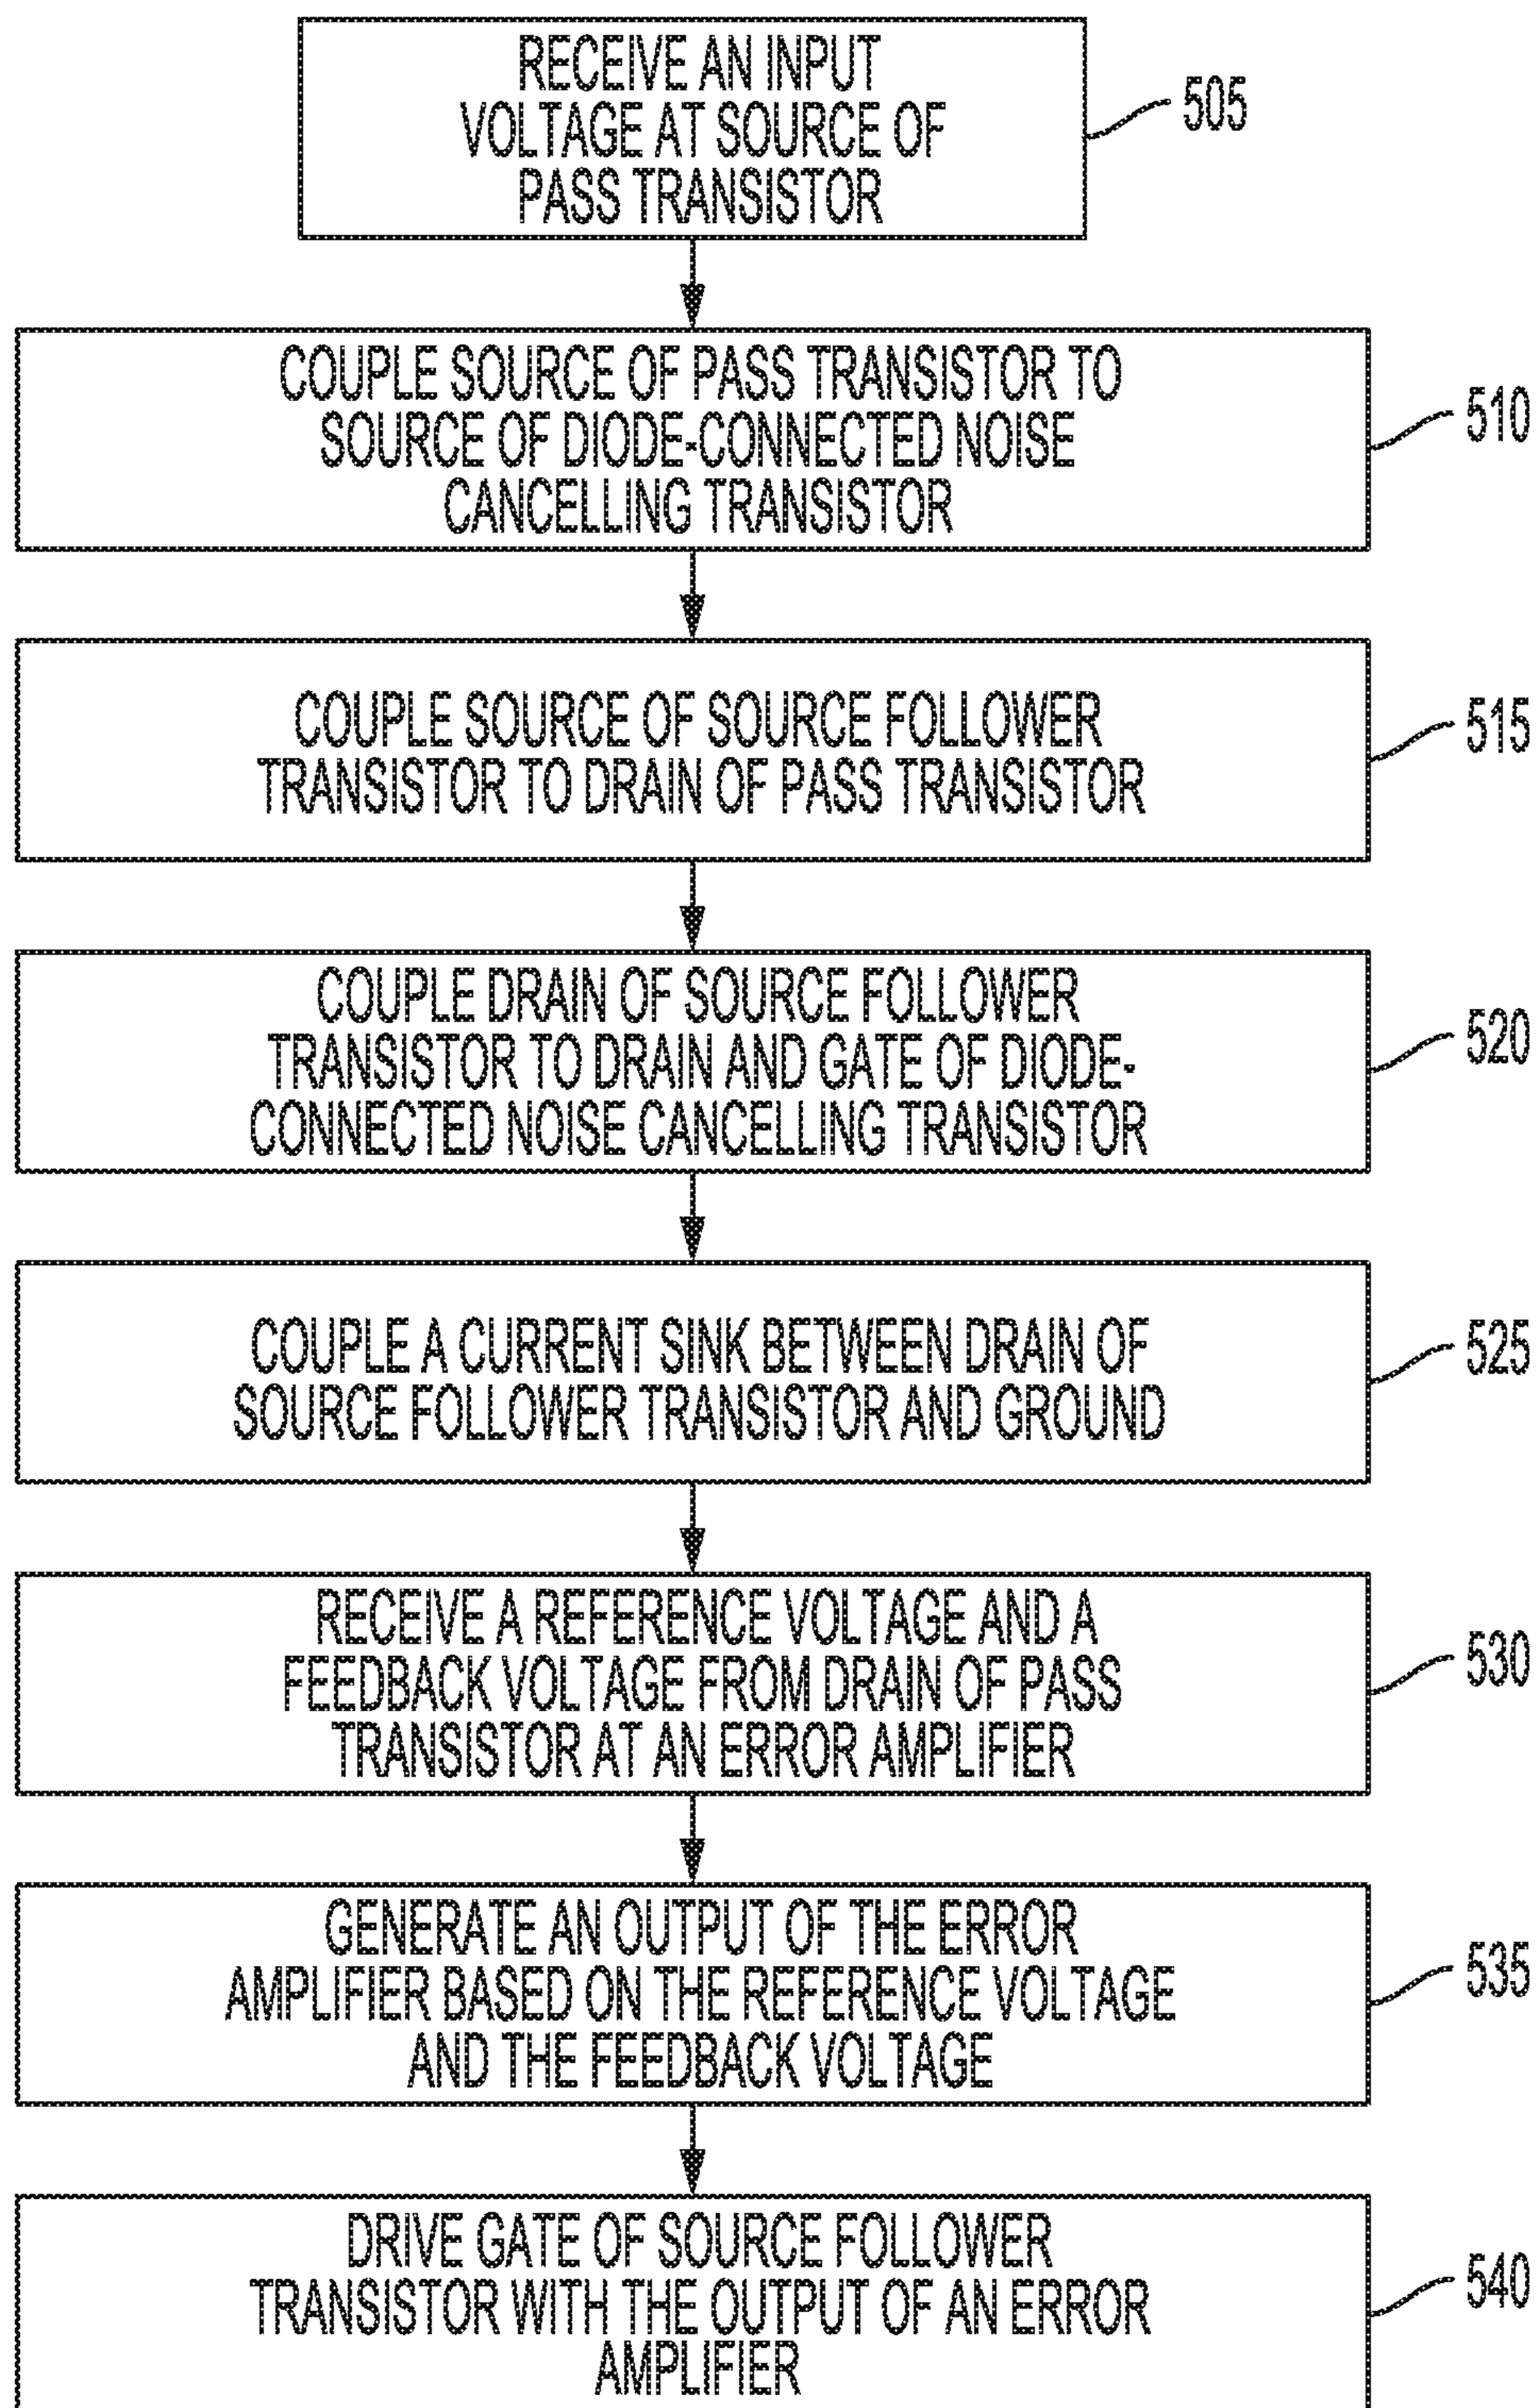 RECEIVE AN INPUT
VOLTAGE AT SOURCE OF
PASS TRANSISTOR
505
COUPLE SOURCE OF PASS TRANSISTOR TO
SOURCE OF DIODE-CONNECTED NOISE
CANCELLING TRANSISTOR
510
COUPLE SOURCE OF SOURCE FOLLOWER
TRANSISTOR TO DRAIN OF PASS TRANSISTOR
515
COUPLE DRAIN OF SOURCE FOLLOWER
TRANSISTOR TO DRAIN AND GATE OF DIODE-
CONNECTED NOISE CANCELLING TRANSISTOR
520
COUPLE A CURRENT SINK BETWEEN DRAIN OF
SOURCE FOLLOWER TRANSISTOR AND GROUND
525
RECEIVE A REFERENCE VOLTAGE AND A
FEEDBACK VOLTAGE FROM DRAIN OF PASS
TRANSISTOR AT AN ERROR AMPLIFIER
530
GENERATE AN OUTPUT OF THE ERROR
AMPLIFIER BASED ON THE REFERENCE VOLTAGE
AND THE FEEDBACK VOLTAGE
535
DRIVE GATE OF SOURCE FOLLOWER
TRANSISTOR WITH THE OUTPUT OF AN ERROR
AMPLIFIER
540